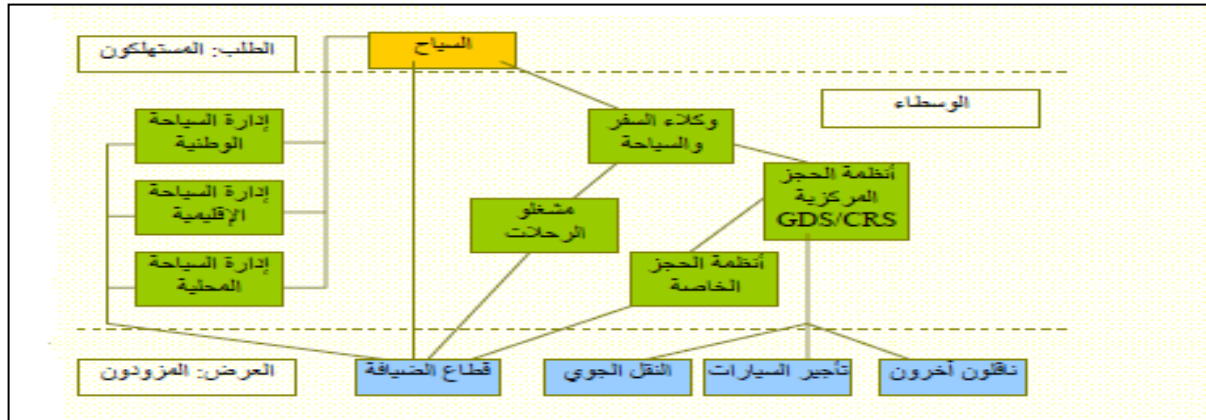 السياح
الطلب: المستهلكون
الوسطاء
وكلاء السفر
والسياحة
إدارة السياحة
الوطنية
أنظمة الحجز
المركزية
GDS/CRS
إدارة السياحة
الإقليمية
مشغلو
الرحلات
أنظمة الحجز
الخاصة
إدارة السياحة
المحلية
ناقلون أخرون
تأجير السيارات
النقل الجوي
قطاع الضيافة
العرض: المزودون